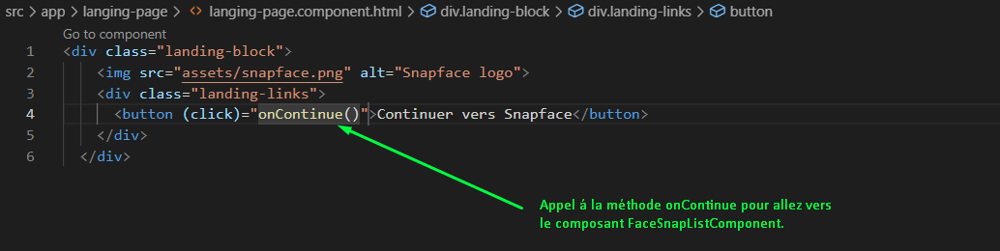 src > app > langing-page > <> langing-page.component.html > div.landing-block > div.landing-links > button
Go to component
1 <div class="landing-block">
2 <img src="assets/snapface.png" alt="Snapface logo">
3 <div class="landing-links">
4 <button (click)="onContinue()">Continuer vers Snapface</button>
5 </div>
6 </div>
Appel á la méthode onContinue pour allez vers
le composant FaceSnapListComponent.